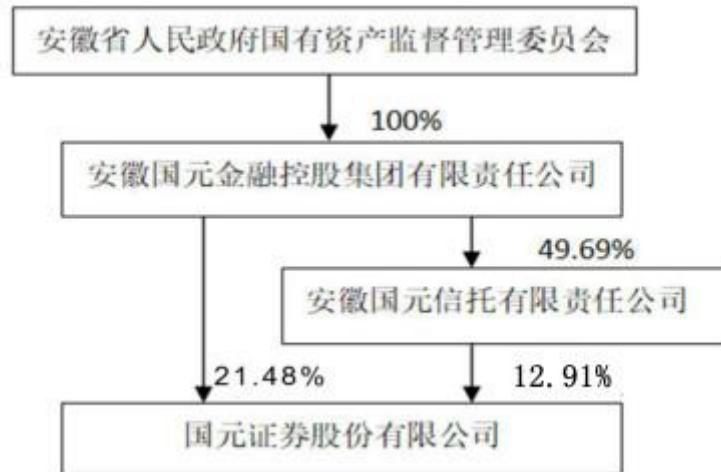 安徽省人民政府国有资产监督管理委员会
100%
安徽国元金融控股集团有限责任公司
49.69%
安徽国元信托有限责任公司
21.48%
12.91%
国元证券股份有限公司